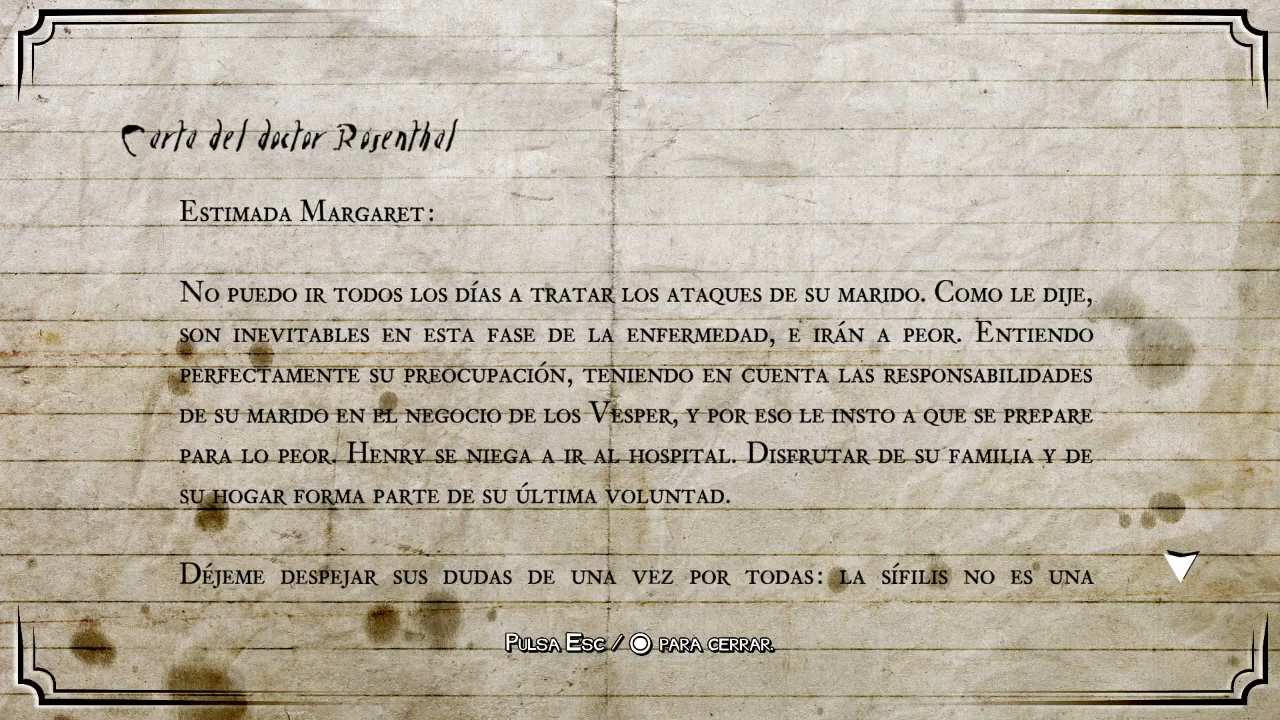 Carta del doctor Rosenthal
Estimada Margaret:
No puedo ir todos los días a tratar los ataques de su marido. Como le dije,
son inevitables en esta fase de la enfermedad, e irán a peor. Entiendo
perfectamente su preocupación, teniendo en cuenta las responsabilidades
de su marido en el negocio de los Vesper, y por eso le insto a que se prepare
para lo peor. Henry se niega a ir al hospital. Disfrutar de su familia y de
su hogar forma parte de su última voluntad.
Déjeme despejar sus dudas de una vez por todas: la sífilis no es una
Pulsa Esc / para cerrar.